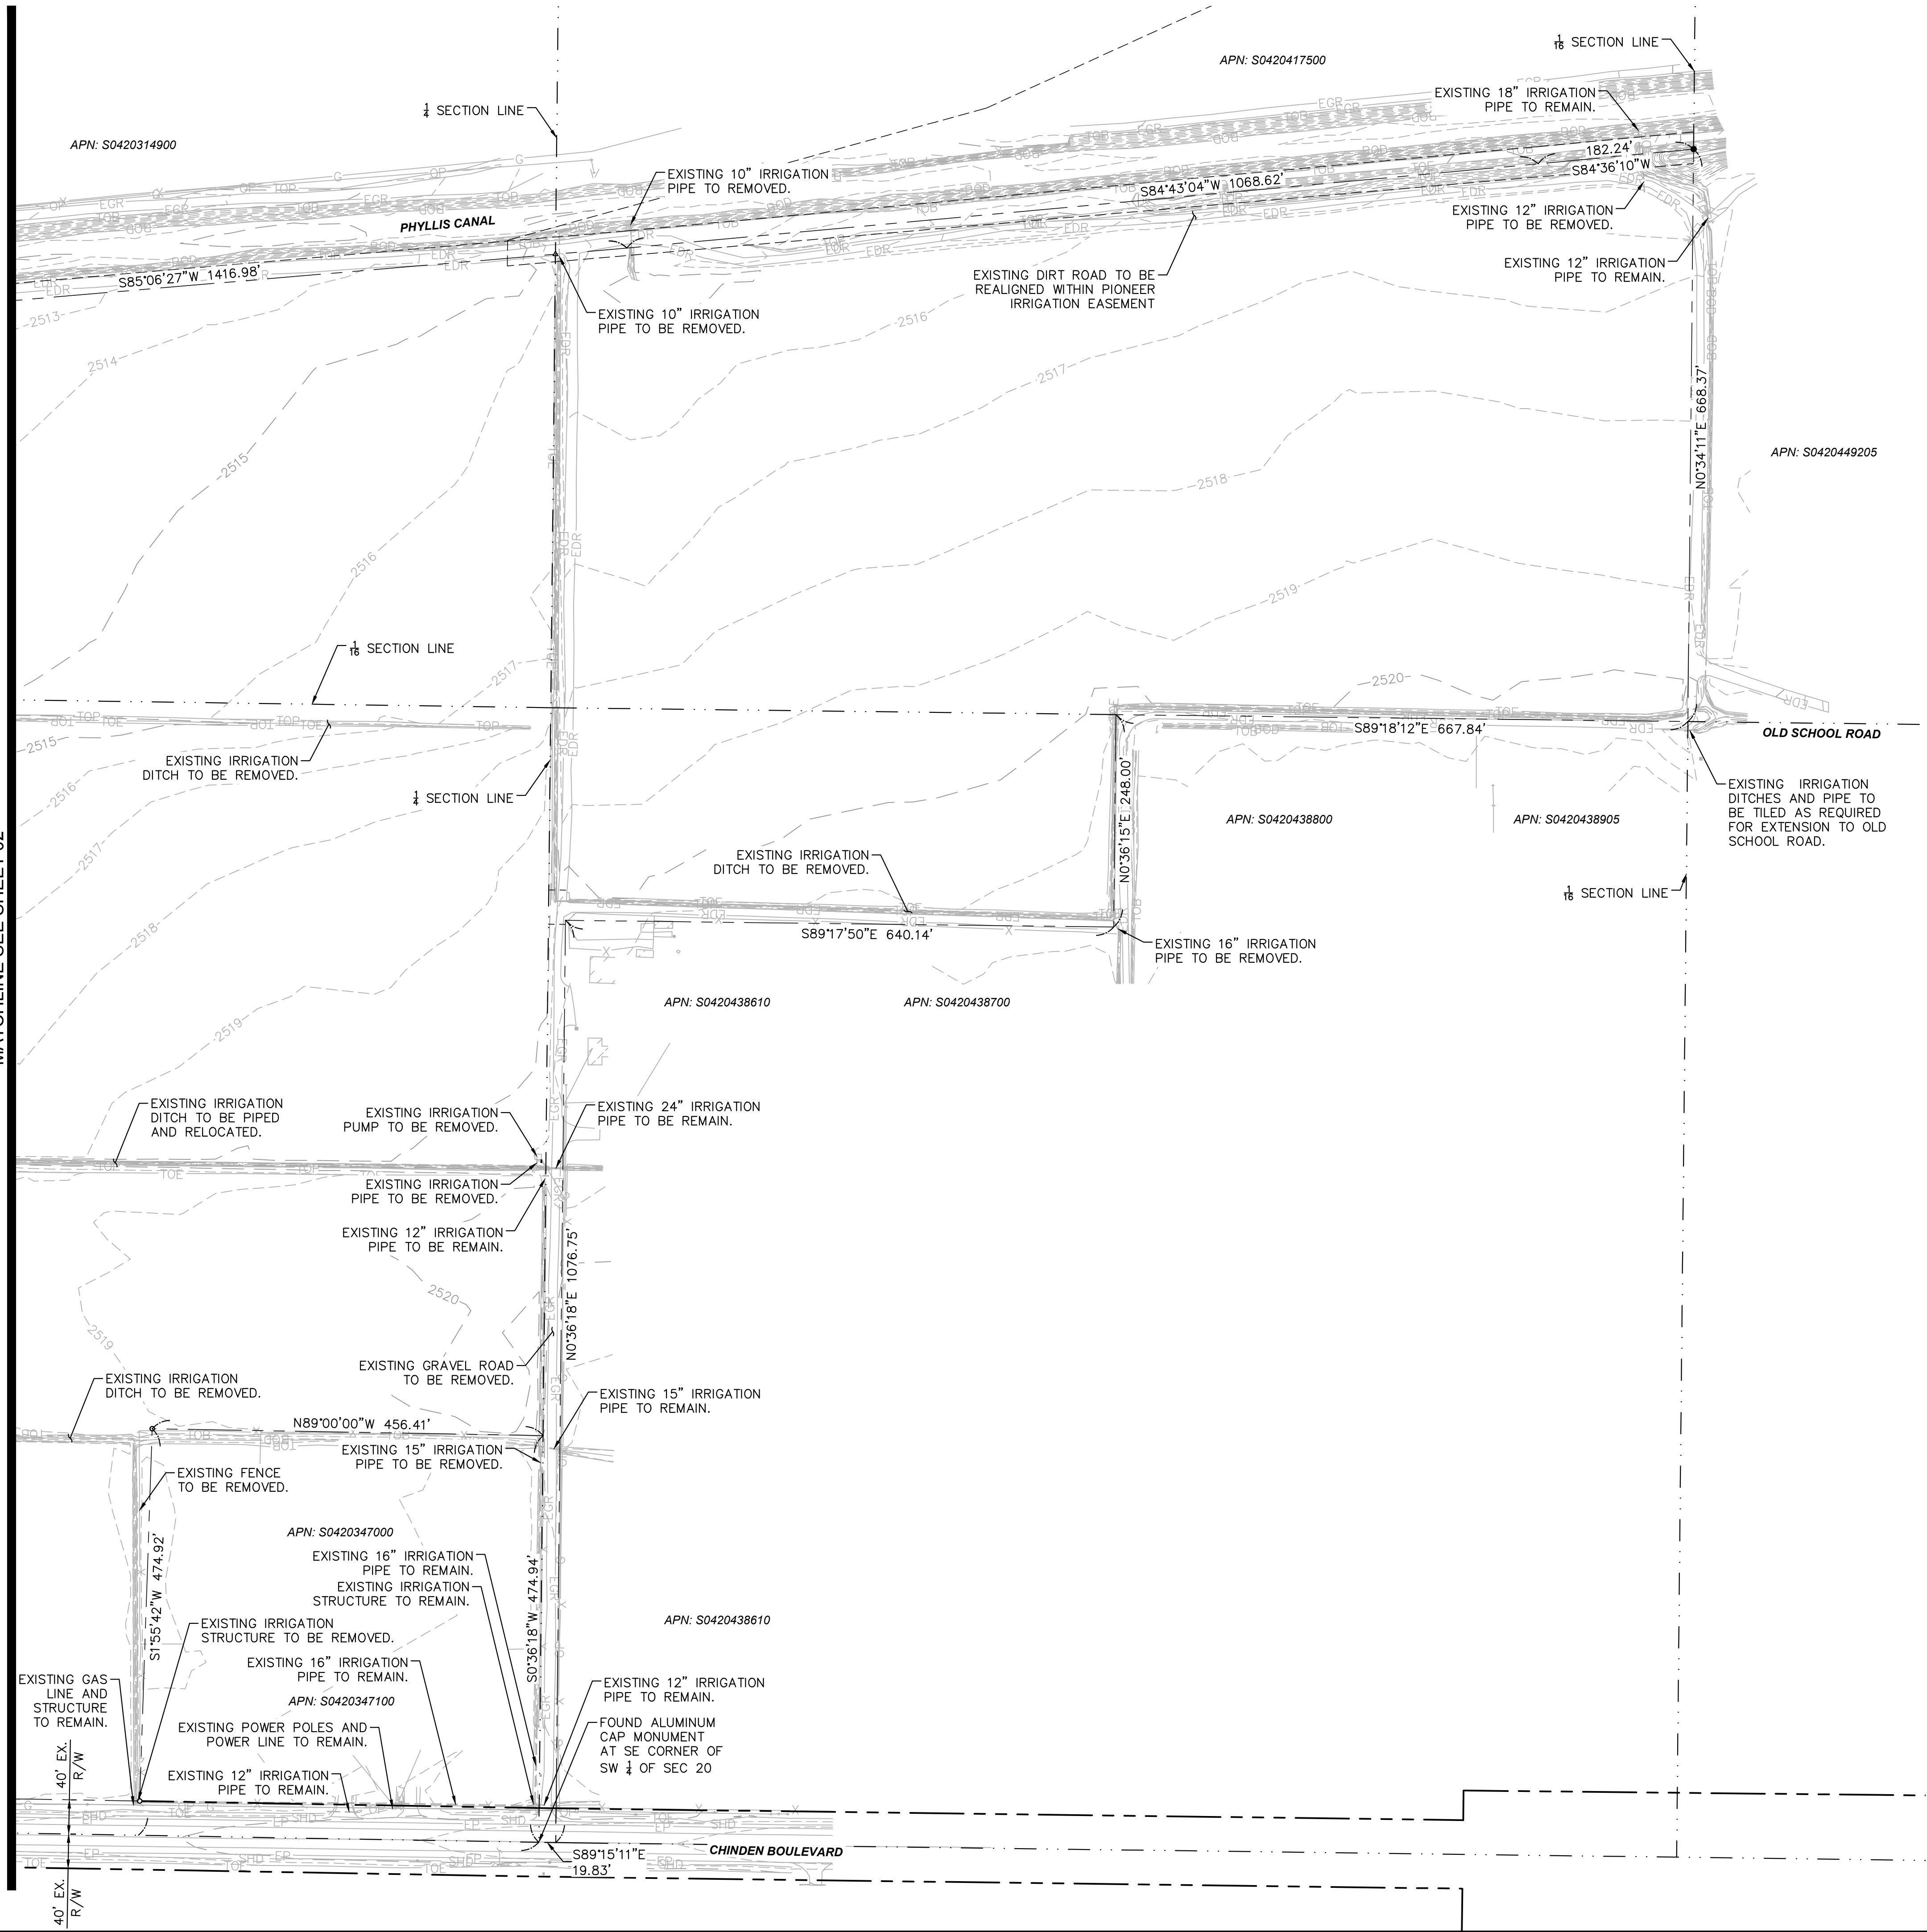 1/16 SECTION LINE
APN: S0420417500
EXISTING 18" IRRIGATION
PIPE TO REMAIN.
1/4 SECTION LINE
APN: S0420314900
182.24'
S84°36'10"W
EXISTING 10" IRRIGATION
PIPE TO REMOVED.
S84°43'04"W 1068.62'
EXISTING 12" IRRIGATION
PIPE TO BE REMOVED.
PHYLLIS CANAL
EXISTING 12" IRRIGATION
PIPE TO REMAIN.
S85°06'27"W 1416.98'
EXISTING DIRT ROAD TO BE
REALIGNED WITHIN PIONEER
IRRIGATION EASEMENT
EXISTING 10" IRRIGATION
PIPE TO BE REMOVED.
2513
2514
2516
2517
N0°34'11"E 668.37'
APN: S0420449205
2515
2518
2516
2519
1/16 SECTION LINE
2517
2520
S89°18'12"E 667.84'
OLD SCHOOL ROAD
2515
EXISTING IRRIGATION
DITCH TO BE REMOVED.
1/4 SECTION LINE
2516
N0°36'15"E 248.00'
EXISTING IRRIGATION
DITCHES AND PIPE TO
BE TILED AS REQUIRED
FOR EXTENSION TO OLD
SCHOOL ROAD.
APN: S0420438800
APN: S0420438905
2517
EXISTING IRRIGATION
DITCH TO BE REMOVED.
1/16 SECTION LINE
2518
S89°17'50"E 640.14'
EXISTING 16" IRRIGATION
PIPE TO BE REMOVED.
APN: S0420438610
APN: S0420438700
2519
EXISTING IRRIGATION
DITCH TO BE PIPED
AND RELOCATED.
EXISTING IRRIGATION
PUMP TO BE REMOVED.
EXISTING 24" IRRIGATION
PIPE TO BE REMAIN.
EXISTING IRRIGATION
PIPE TO BE REMOVED.
EXISTING 12" IRRIGATION
PIPE TO BE REMAIN.
N0°36'18"E 1076.75'
2520
2519
EXISTING GRAVEL ROAD
TO BE REMOVED.
EXISTING IRRIGATION
DITCH TO BE REMOVED.
EXISTING 15" IRRIGATION
PIPE TO REMAIN.
N89°00'00"W 456.41'
EXISTING 15" IRRIGATION
PIPE TO BE REMOVED.
EXISTING FENCE
TO BE REMOVED.
APN: S0420347000
S1°55'42"W 474.92'
EXISTING 16" IRRIGATION
PIPE TO REMAIN.
EXISTING IRRIGATION
STRUCTURE TO REMAIN.
S0°36'18"W 474.94'
APN: S0420438610
EXISTING IRRIGATION
STRUCTURE TO BE REMOVED.
EXISTING 16" IRRIGATION
PIPE TO REMAIN.
EXISTING GAS
LINE AND
STRUCTURE
TO REMAIN.
EXISTING 12" IRRIGATION
PIPE TO REMAIN.
APN: S0420347100
EXISTING POWER POLES AND
POWER LINE TO REMAIN.
FOUND ALUMINUM
CAP MONUMENT
AT SE CORNER OF
SW 1/4 OF SEC 20
EXISTING 12" IRRIGATION
PIPE TO REMAIN.
40' EX.
R/W
S89°15'11"E
19.83'
CHINDEN BOULEVARD
40' EX.
R/W